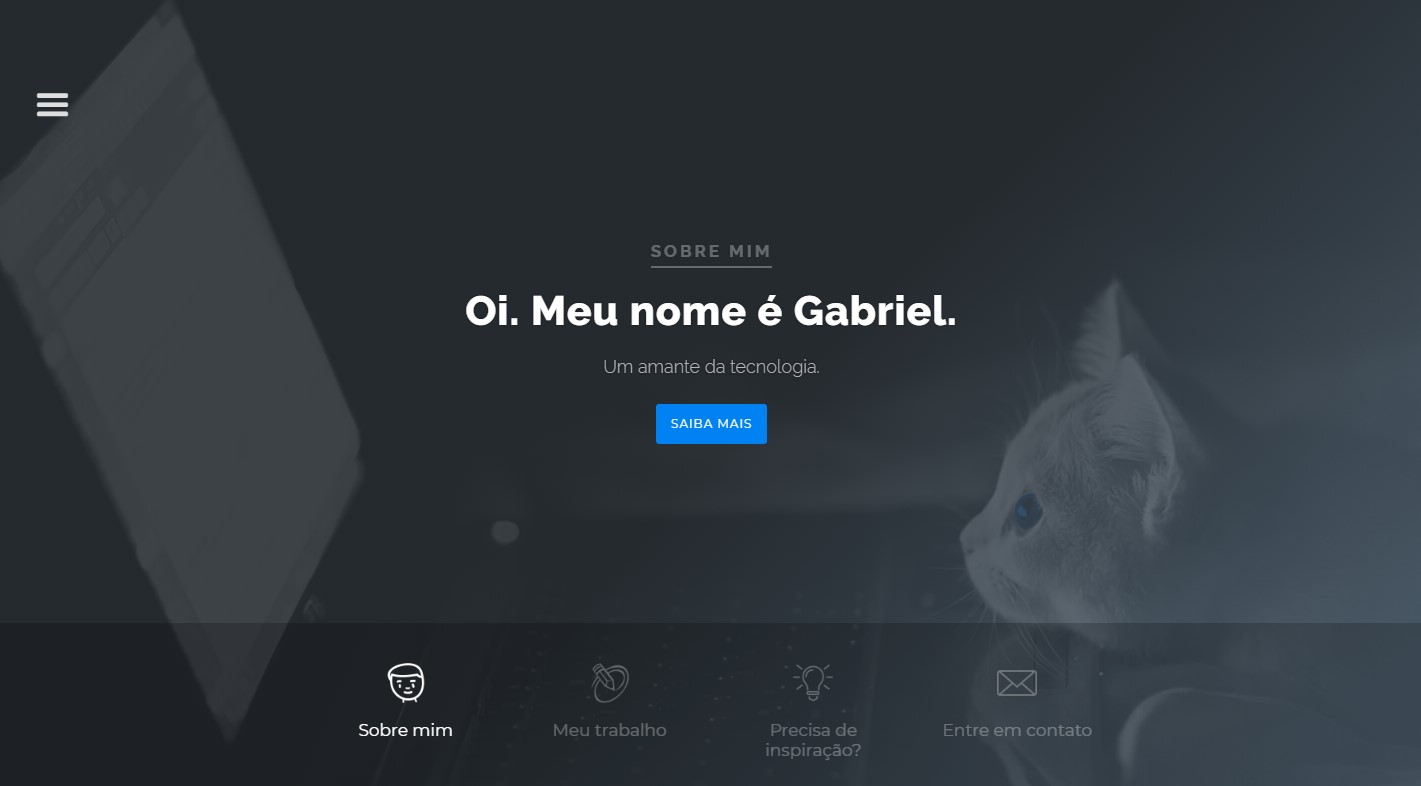 SOBRE MIM
Oi. Meu nome é Gabriel.
Um amante da tecnologia.
SAIBA MAIS
Sobre mim
Meu trabalho
Precisa de
inspiração?
Entre em contato